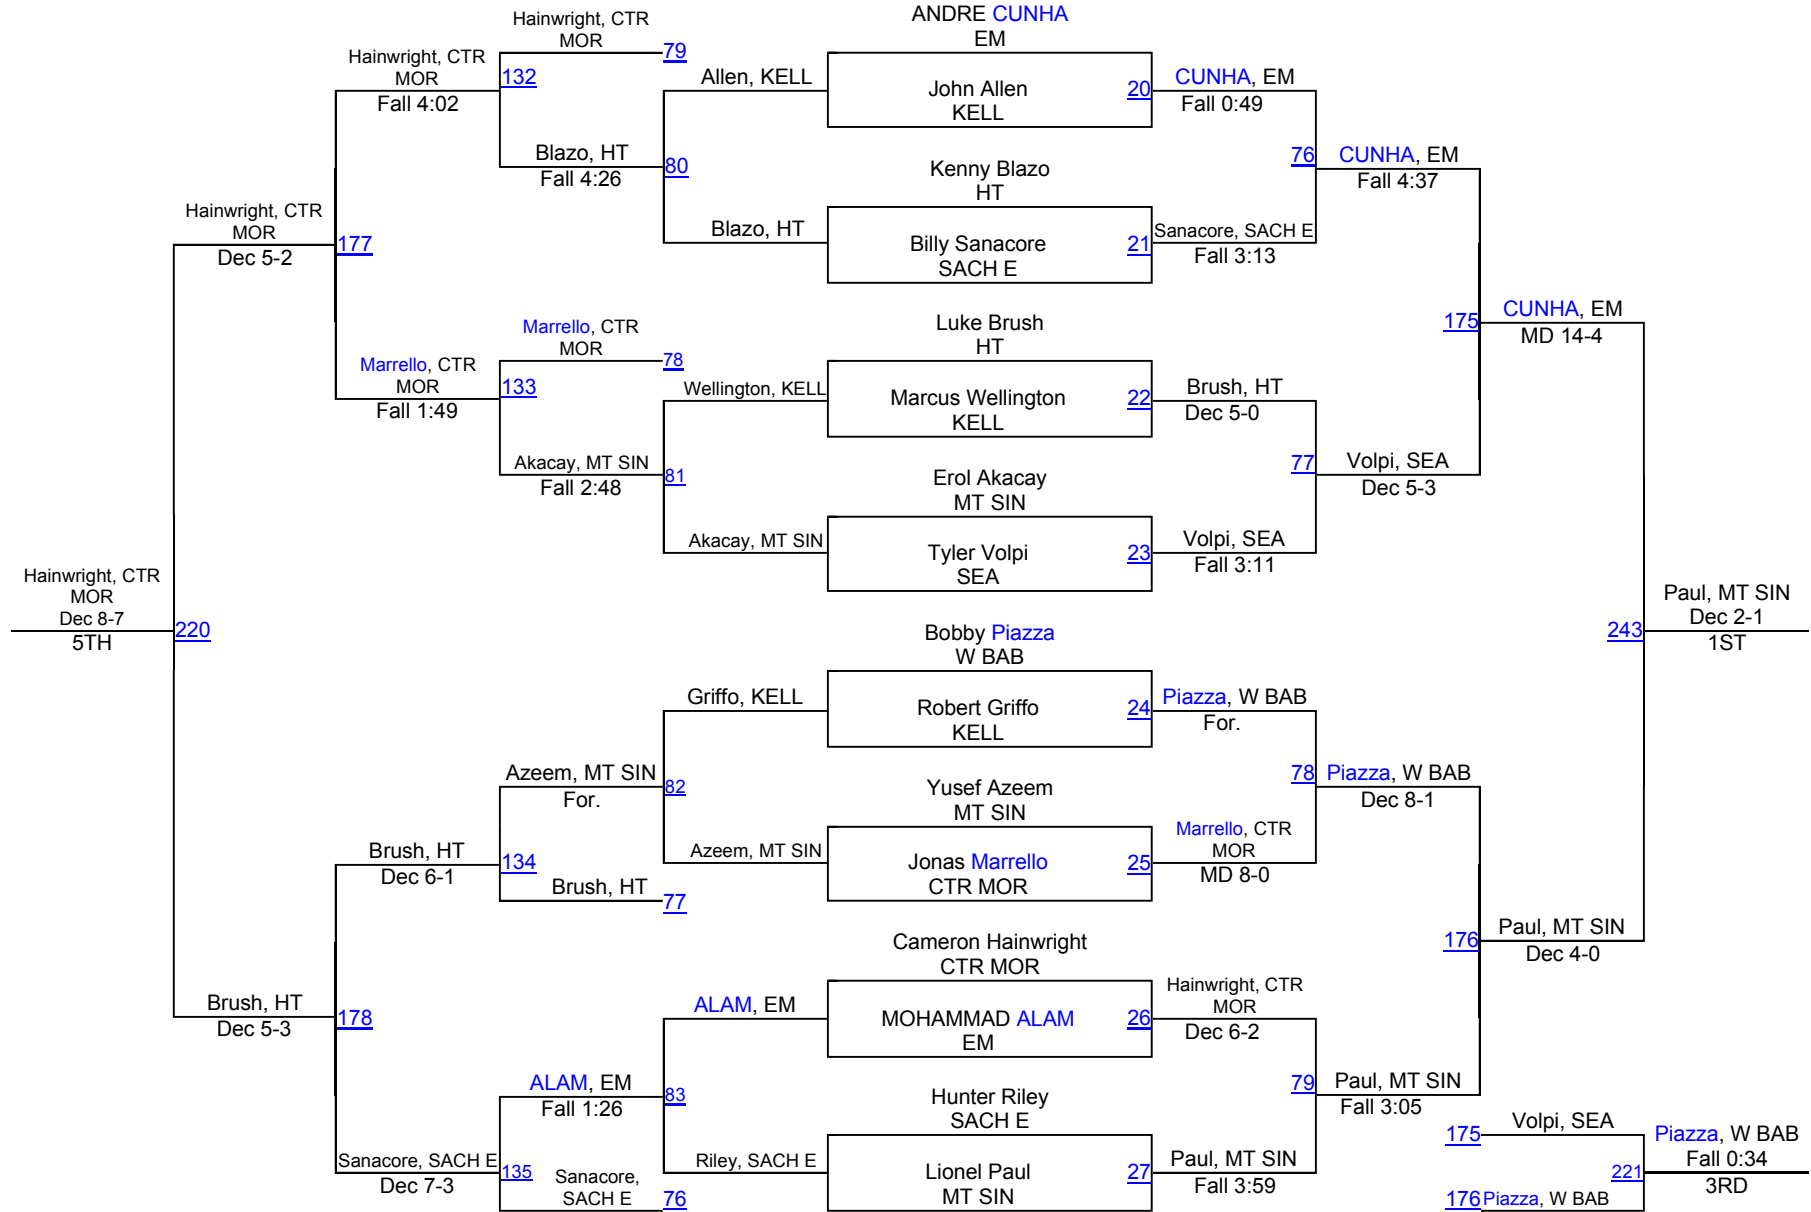 Hainwright, CTR
MOR
79
Hainwright, CTR
MOR
132
Fall 4:02
Blazo, HT
Fall 4:26
Allen, KELL
80
Blazo, HT
Hainwright, CTR
MOR
Dec 5-2
177
Marrello, CTR
MOR
78
Marrello, CTR
MOR
133
Fall 1:49
Wellington, KELL
Akacay, MT SIN
Fall 2:48
81
Akacay, MT SIN
Hainwright, CTR
MOR
Dec 8-7
5TH
220
Griffo, KELL
Azeem, MT SIN
For.
82
Azeem, MT SIN
Brush, HT
Dec 6-1
134
Brush, HT
77
Brush, HT
Dec 5-3
178
ALAM, EM
ALAM, EM
Fall 1:26
83
Riley, SACH E
Sanacore, SACH E
Dec 7-3
135
Sanacore,
SACH E
76
ANDRE CUNHA
EM
John Allen
KELL
20
Kenny Blazo
HT
Billy Sanacore
SACH E
21
Luke Brush
HT
Marcus Wellington
KELL
22
Erol Akacay
MT SIN
Tyler Volpi
SEA
23
Bobby Piazza
W BAB
Robert Griffo
KELL
24
Yusef Azeem
MT SIN
Jonas Marrello
CTR MOR
25
Cameron Hainwright
CTR MOR
MOHAMMAD ALAM
EM
26
Hunter Riley
SACH E
Lionel Paul
MT SIN
27
CUNHA, EM
Fall 0:49
76
Sanacore, SACH E
Fall 3:13
CUNHA, EM
Fall 4:37
Brush, HT
Dec 5-0
77
Volpi, SEA
Fall 3:11
Volpi, SEA
Dec 5-3
175
CUNHA, EM
MD 14-4
Piazza, W BAB
For.
78
Marrello, CTR
MOR
MD 8-0
Piazza, W BAB
Dec 8-1
Hainwright, CTR
MOR
Dec 6-2
79
Paul, MT SIN
Fall 3:59
Paul, MT SIN
Fall 3:05
176
Paul, MT SIN
Dec 4-0
243
Paul, MT SIN
Dec 2-1
1ST
175
Volpi, SEA
176
Piazza, W BAB
221
Piazza, W BAB
Fall 0:34
3RD